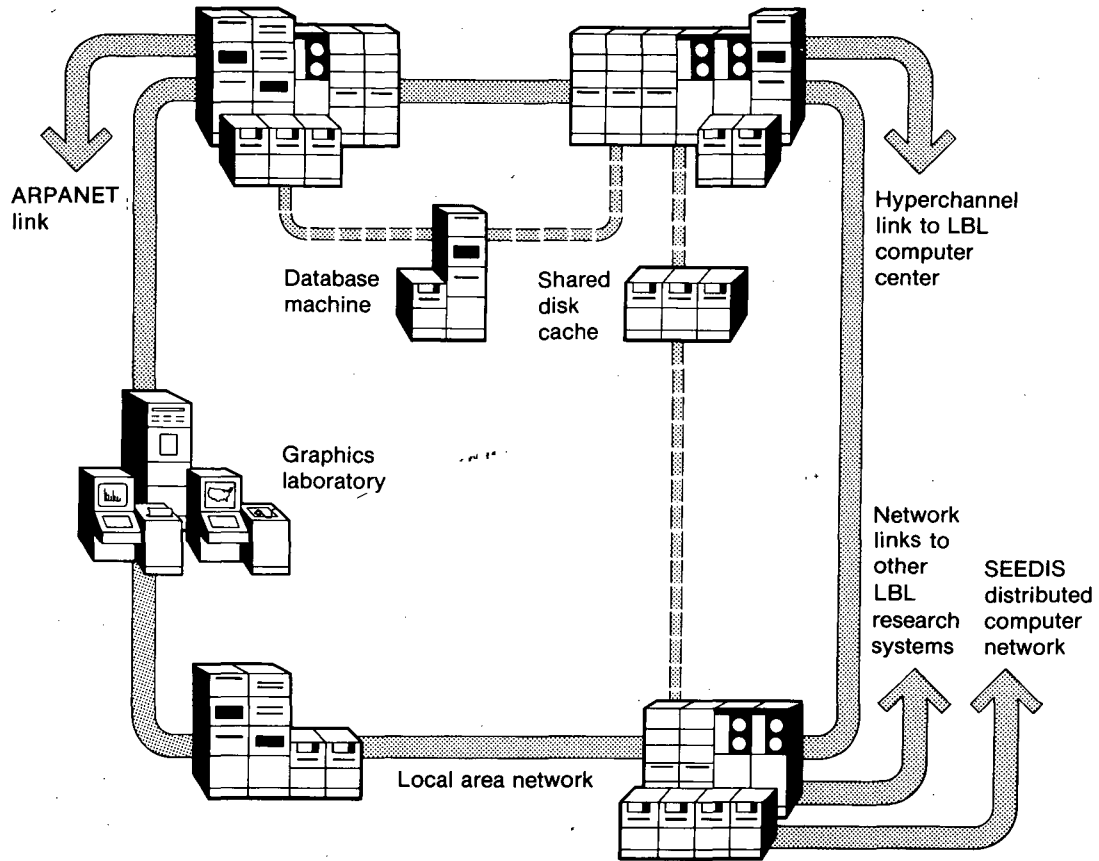 ARPANET
link
Hyperchannel
link to LBL
computer
center
Database
machine
Shared
disk
cache
Graphics
laboratory
Network
links to
other
LBL
research
systems
SEEDIS
distributed
computer
network
Local area network